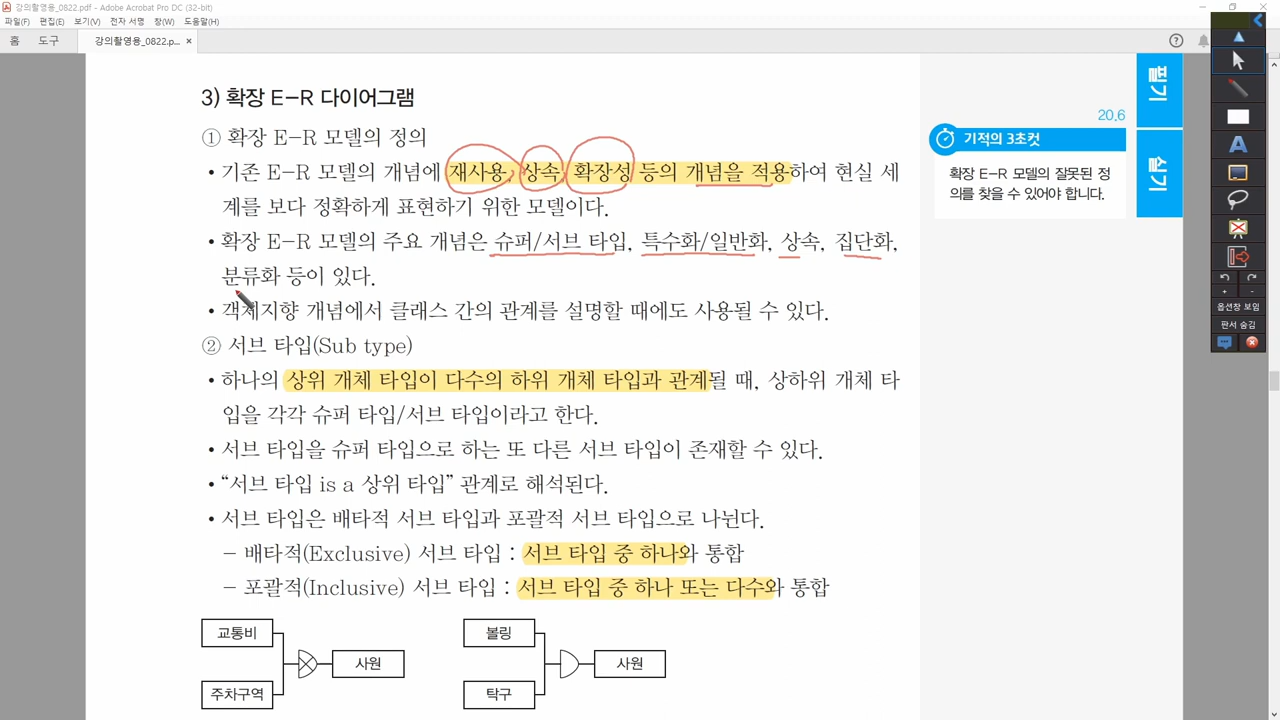 강의촬영용_0822.pdf - Adobe Acrobat Pro DC (32-bit)
파일(F) 편집(E) 보기(V) 전자 서명 창(W) 도움말(H)
홈 도구 강의촬영용_0822.p... ×
3) 확장 E-R 다이어그램
① 확장 E-R 모델의 정의
• 기존 E-R 모델의 개념에 재사용, 상속, 확장성 등의 개념을 적용하여 현실 세
계를 보다 정확하게 표현하기 위한 모델이다.
• 확장 E-R 모델의 주요 개념은 슈퍼/서브 타입, 특수화/일반화, 상속, 집단화,
분류화 등이 있다.
• 객체지향 개념에서 클래스 간의 관계를 설명할 때에도 사용될 수 있다.
② 서브 타입(Sub type)
• 하나의 상위 개체 타입이 다수의 하위 개체 타입과 관계될 때, 상하위 개체 타
입을 각각 슈퍼 타입/서브 타입이라고 한다.
• 서브 타입을 슈퍼 타입으로 하는 또 다른 서브 타입이 존재할 수 있다.
• “서브 타입 is a 상위 타입” 관계로 해석된다.
• 서브 타입은 배타적 서브 타입과 포괄적 서브 타입으로 나뉜다.
- 배타적(Exclusive) 서브 타입 : 서브 타입 중 하나와 통합
- 포괄적(Inclusive) 서브 타입 : 서브 타입 중 하나 또는 다수와 통합
교통비
사원
주차구역
볼링
사원
탁구
20.6
기적의 3초컷
확장 E-R 모델의 잘못된 정
의를 찾을 수 있어야 합니다.
필기
실기
A
+ -
옵션창 보임
판서 숨김